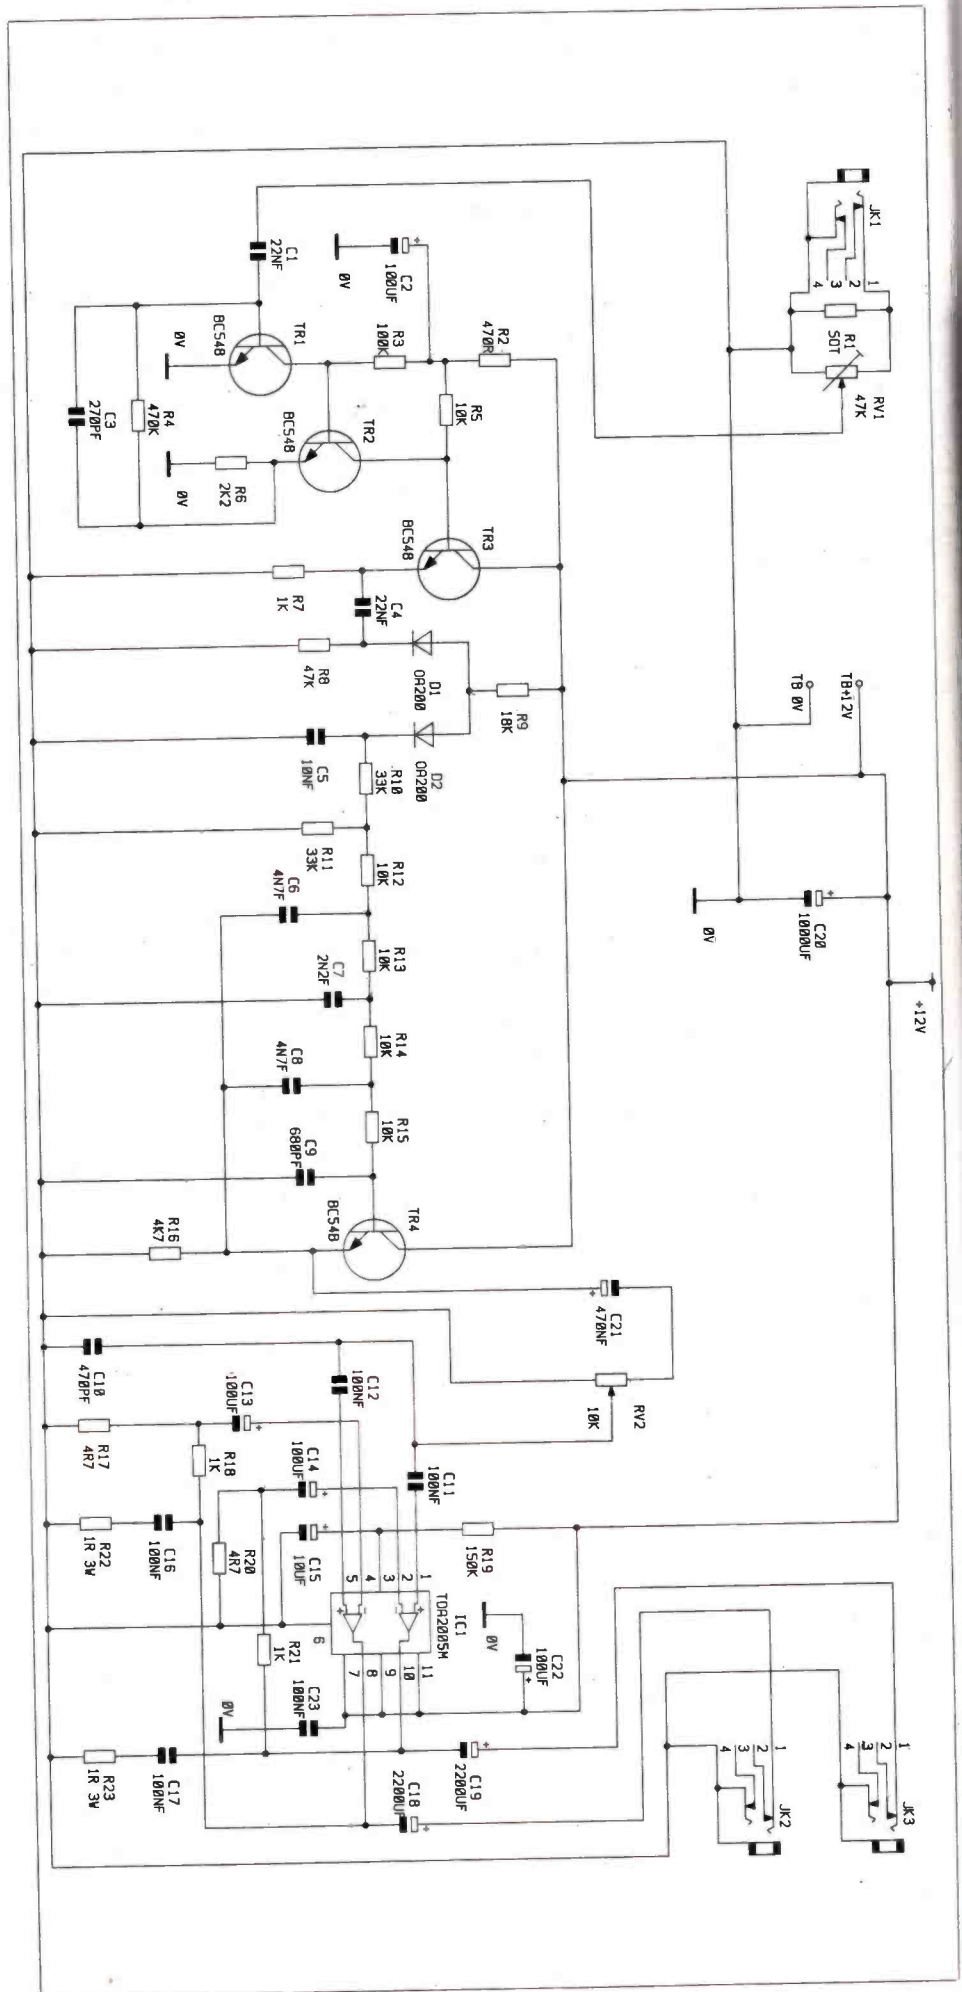 JK1
1
2
3
4
R1
SOT
RV1
47K
C1
22NF
C2
100UF
0V
R2
470R
R3
100K
TR1
BC548
0V
R4
470K
C3
270PF
R5
10K
TR2
BC548
R6
2K2
0V
TR3
BC548
R7
1K
C4
22NF
R8
47K
D1
OA200
R9
18K
D2
OA200
C5
10NF
R10
33K
R11
33K
R12
10K
C6
4N7F
R13
10K
C7
2N2F
R14
10K
C8
4N7F
R15
10K
C9
680PF
TR4
BC548
R16
4K7
TB+12V
TB 0V
C20
1000UF
0V
+12V
C21
470NF
RV2
10K
C10
470PF
C12
100NF
C11
100NF
C13
100UF
R17
4R7
R18
1K
C14
100UF
R19
150K
C15
10UF
C16
100NF
R22
1R 3W
R20
4R7
IC1
TDA2005M
1
2
3
4
5
6
7
8
9
10
11
+
-
-
+
R21
1K
C22
100UF
0V
C23
100NF
0V
C17
100NF
R23
1R 3W
C19
2200UF
C18
2200UF
JK3
1
2
3
4
JK2
1
2
3
4